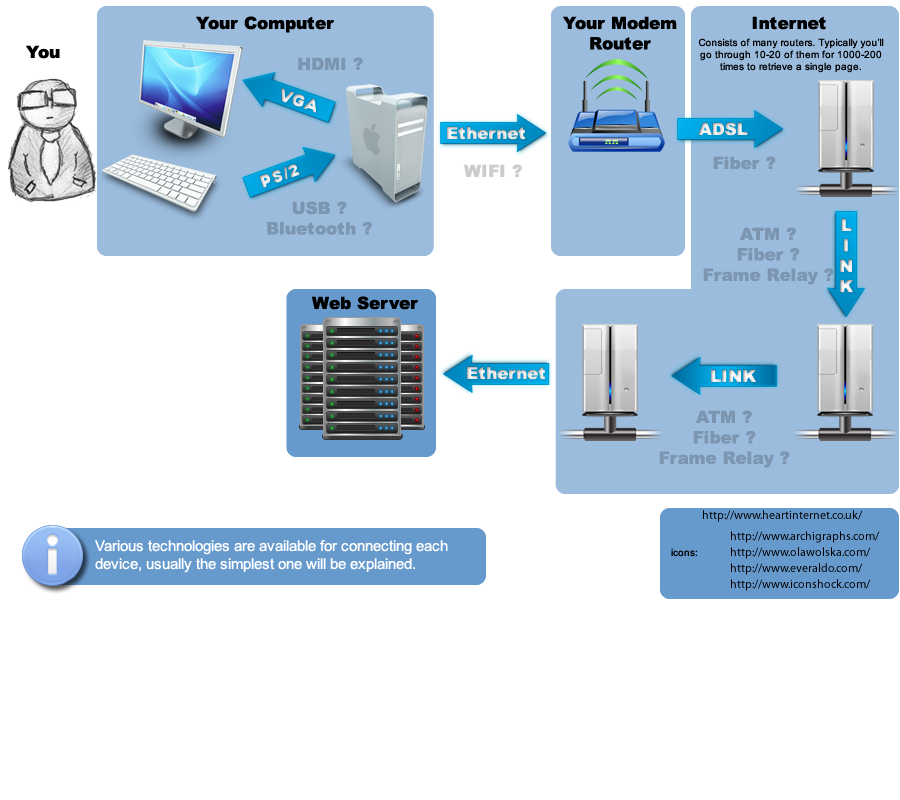 You
Your Computer
HDMI ?
VGA
PS/2
USB ?
Bluetooth ?
Ethernet
WIFI ?
Your Modem
Router
ADSL
Fiber ?
Internet
Consists of many routers. Typically you'll
go through 10-20 of them for 1000-200
times to retrieve a single page.
ATM ?
Fiber ?
Frame Relay ?
LINK
Web Server
Ethernet
LINK
ATM ?
Fiber ?
Frame Relay ?
Various technologies are available for connecting each
device, usually the simplest one will be explained.
http://www.heartinternet.co.uk/
icons:
http://www.archigraphs.com/
http://www.olawolska.com/
http://www.everaldo.com/
http://www.iconshock.com/